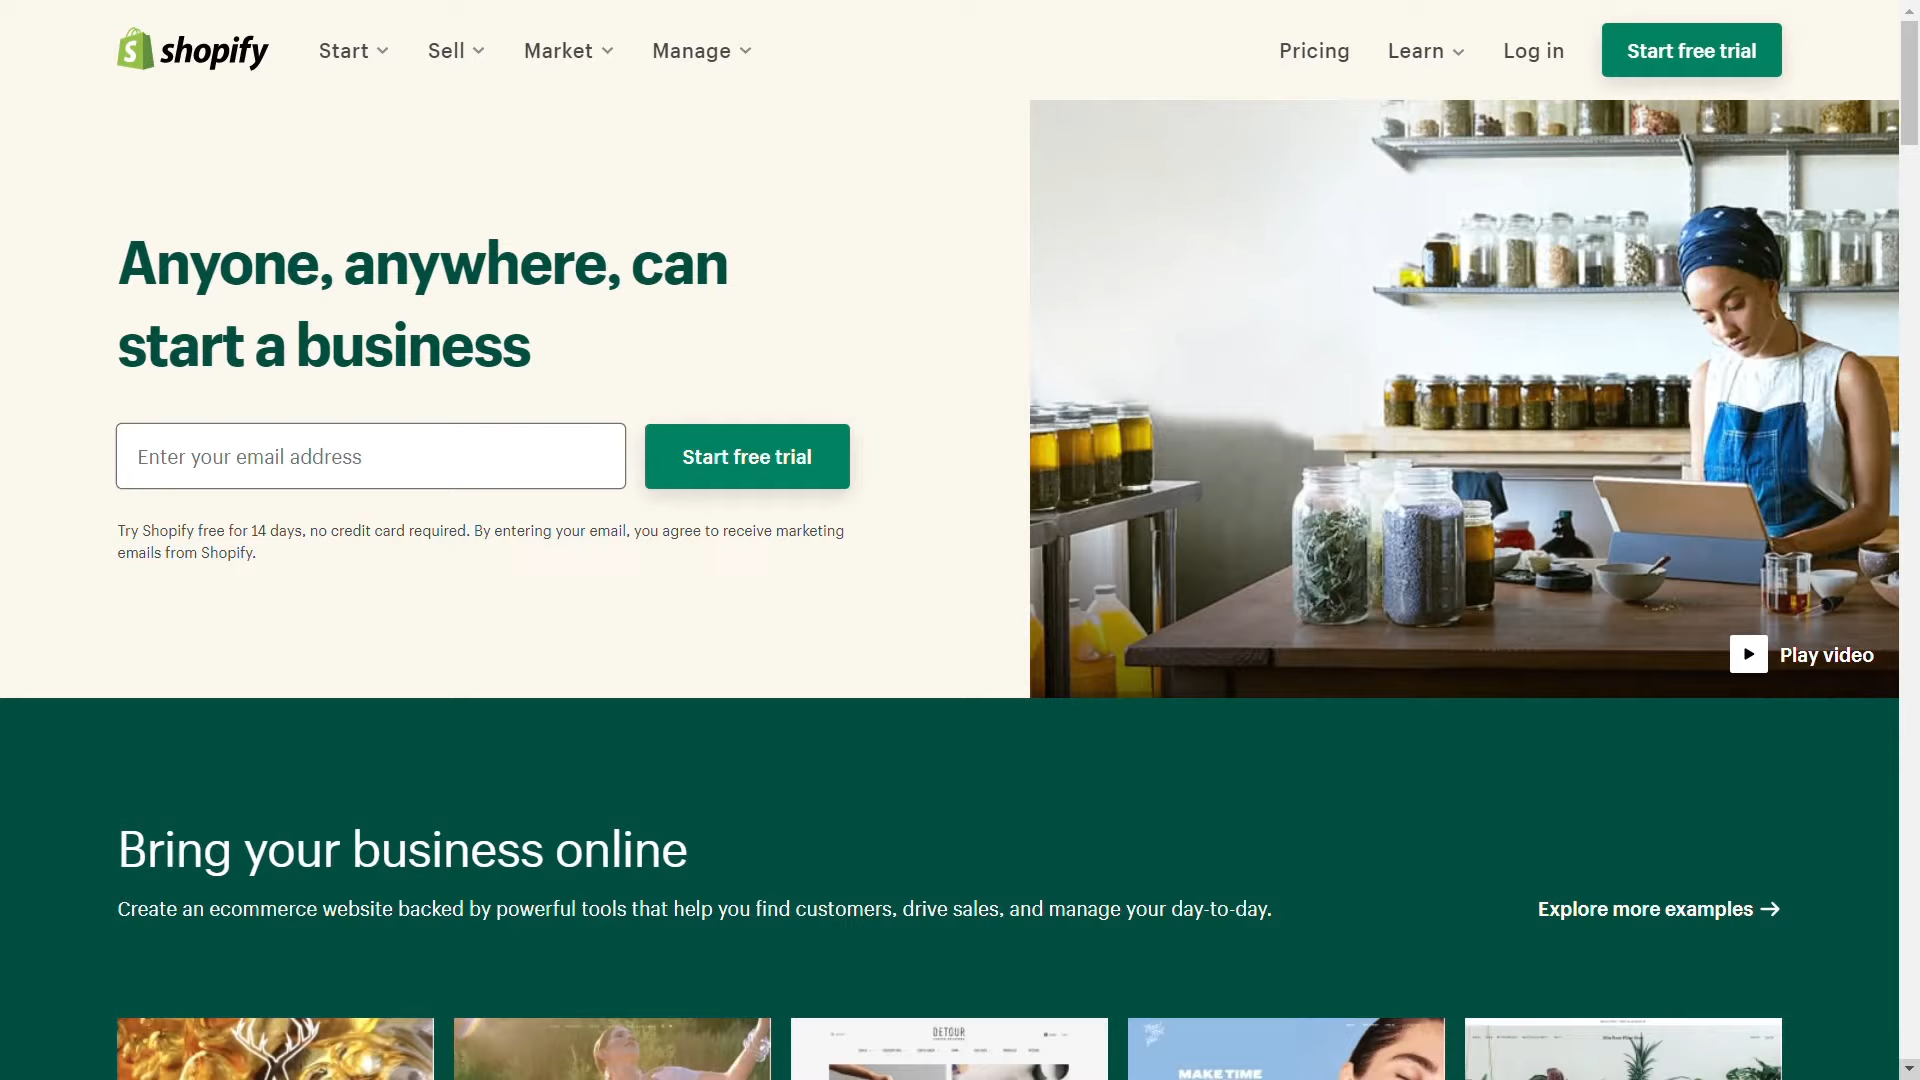 shopify
Start
Sell
Market
Manage
Pricing
Learn
Log in
Start free trial
Anyone, anywhere, can
start a business
Enter your email address
Start free trial
Try Shopify free for 14 days, no credit card required. By entering your email, you agree to receive marketing
emails from Shopify.
Play video
Bring your business online
Create an ecommerce website backed by powerful tools that help you find customers, drive sales, and manage your day-to-day.
Explore more examples →
DETOUR
MAKE TIME